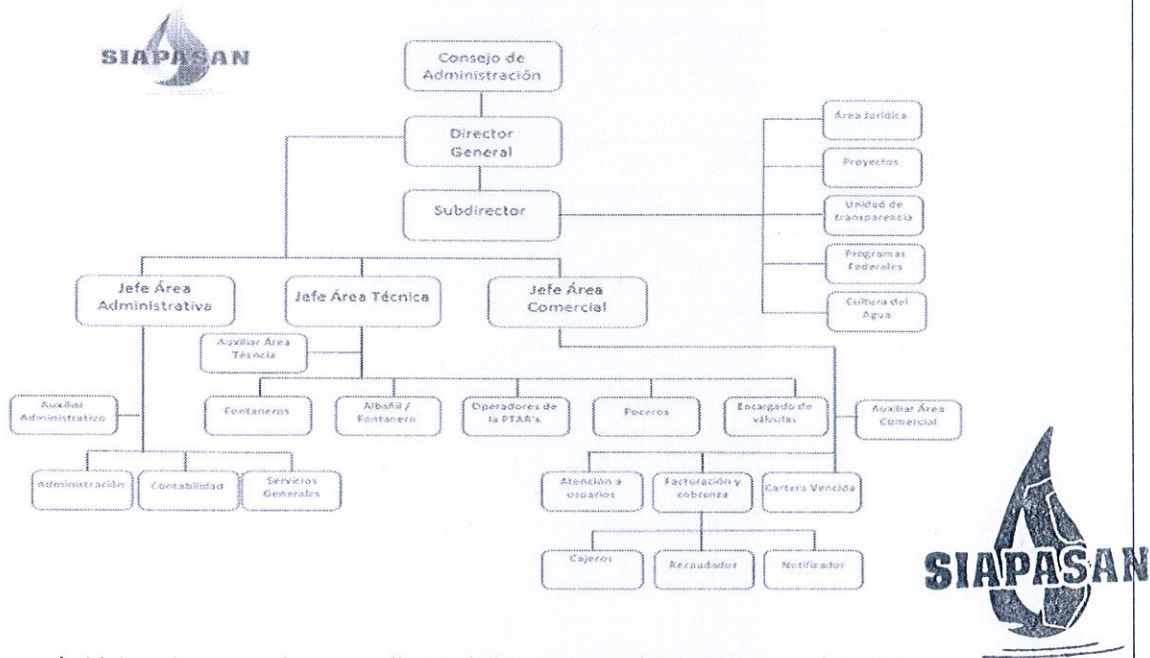 SIAPASAN
Consejo de
Administración
Director
General
Subdirector
Área Jurídica
Proyectos
Unidad de
transparencia
Programas
Federales
Cultura del
Agua
Jefe Área
Administrativa
Jefe Área Técnica
Jefe Área
Comercial
Auxiliar Área
Técncia
Auxiliar
Administrativo
Fontaneros
Albañil /
Fontanero
Operadores de
la PTAR's
Poceros
Encargado de
válvulas
Auxiliar Área
Comercial
Administración
Contabilidad
Servicios
Generales
Atención a
usuarios
Facturación y
cobranza
Cartera Vencida
Cajeros
Recaudados
Notificados
SIAPASAN